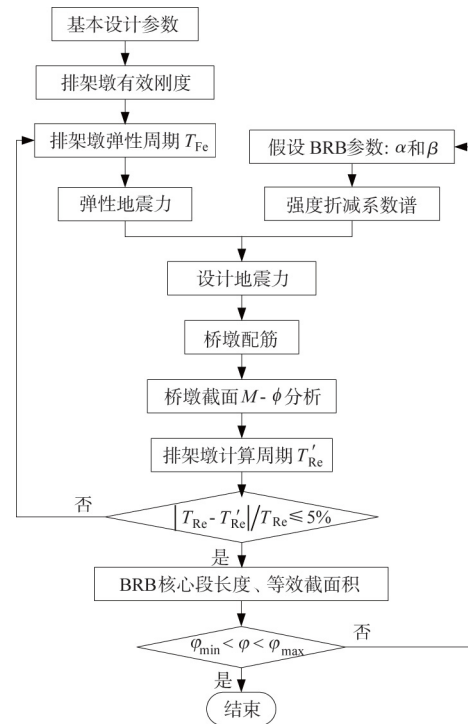 基本设计参数
排架墩有效刚度
排架墩弹性周期 T_Fe
假设 BRB参数: α和β
弹性地震力
强度折减系数谱
设计地震力
桥墩配筋
桥墩截面 M - ϕ 分析
排架墩计算周期 T'_Re
否
|T_Re - T'_Re|/T_Re ≤ 5%
是
BRB核心段长度、等效截面积
否
φ_min < φ < φ_max
是
结束